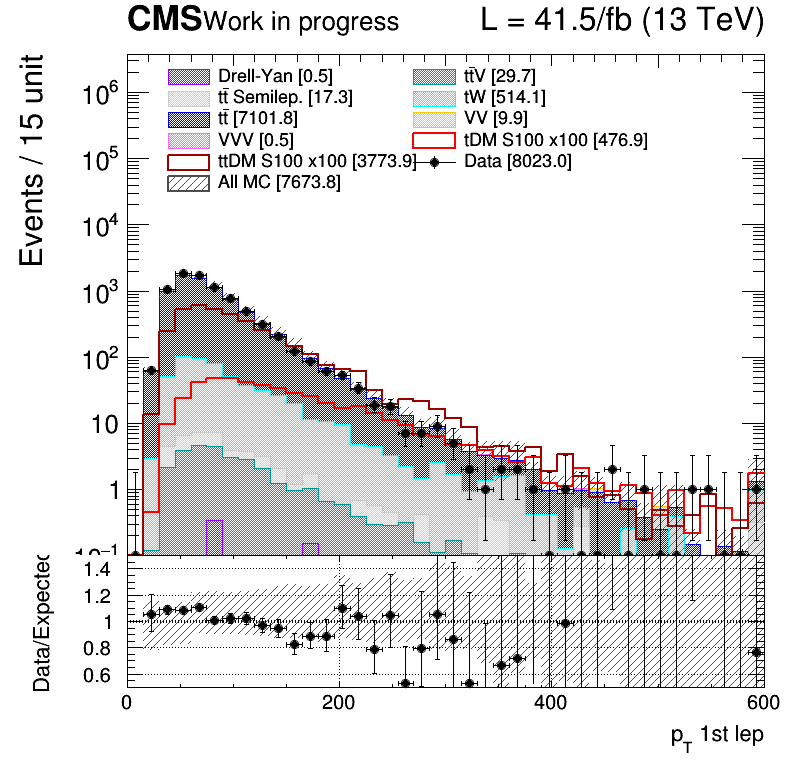 CMS Work in progress L = 41.5/fb (13 TeV)
Drell-Yan [0.5] tt̄V [29.7]
tt̄ Semilep. [17.3] tW [514.1]
tt̄ [7101.8] VV [9.9]
VVV [0.5] tDM S100 x100 [476.9]
ttDM S100 x100 [3773.9] Data [8023.0]
All MC [7673.8]
Events / 15 unit
10⁶
10⁵
10⁴
10³
10²
10
1
10⁻¹
Data/Expected
1.4
1.2
1
0.8
0.6
0 200 400 600
p_T 1st lep